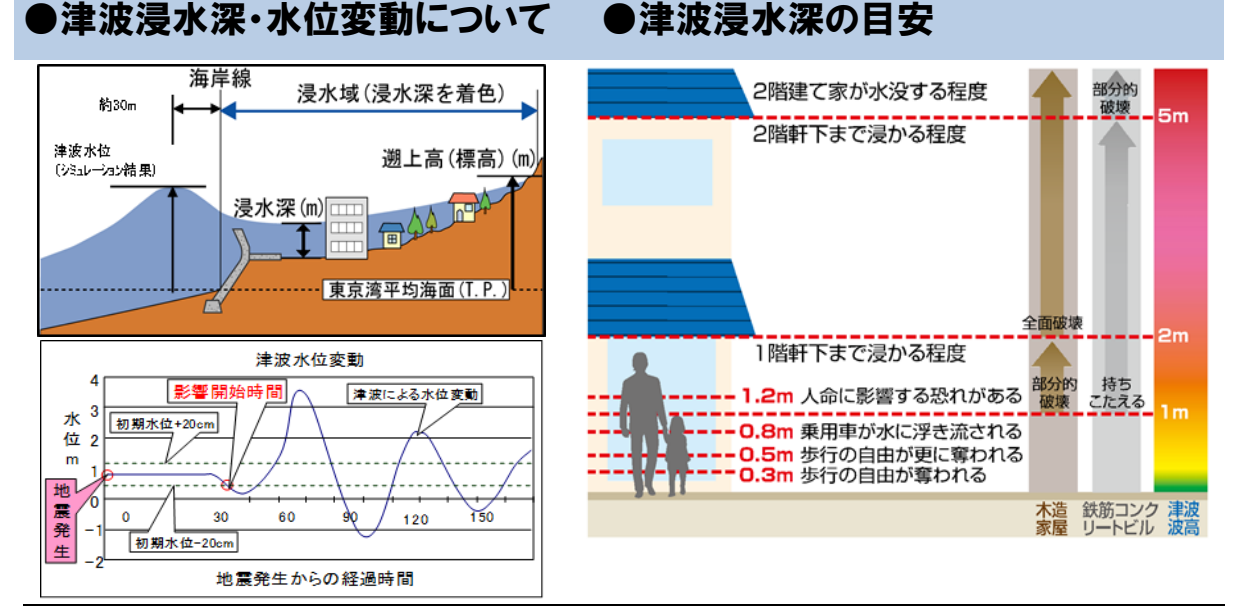 ●津波浸水深・水位変動について
海岸線
約30m
浸水域(浸水深を着色)
津波水位
(シミュレーション結果)
遡上高(標高)(m)
浸水深(m)
東京湾平均海面(T.P.)
津波水位変動
影響開始時間
津波による水位変動
初期水位+20cm
水位m
4
3
2
1
0
-1
-2
地震発生
0 30 60 90 120 150
初期水位-20cm
地震発生からの経過時間
●津波浸水深の目安
2階建て家が水没する程度
2階軒下まで浸かる程度
1階軒下まで浸かる程度
1.2m 人命に影響する恐れがある
0.8m 乗用車が水に浮き流される
0.5m 歩行の自由が更に奪われる
0.3m 歩行の自由が奪われる
全面破壊
部分的
破壊
木造
家屋
部分的
破壊
持ち
こたえる
鉄筋コンク
リートビル
5m
2m
1m
津波
波高